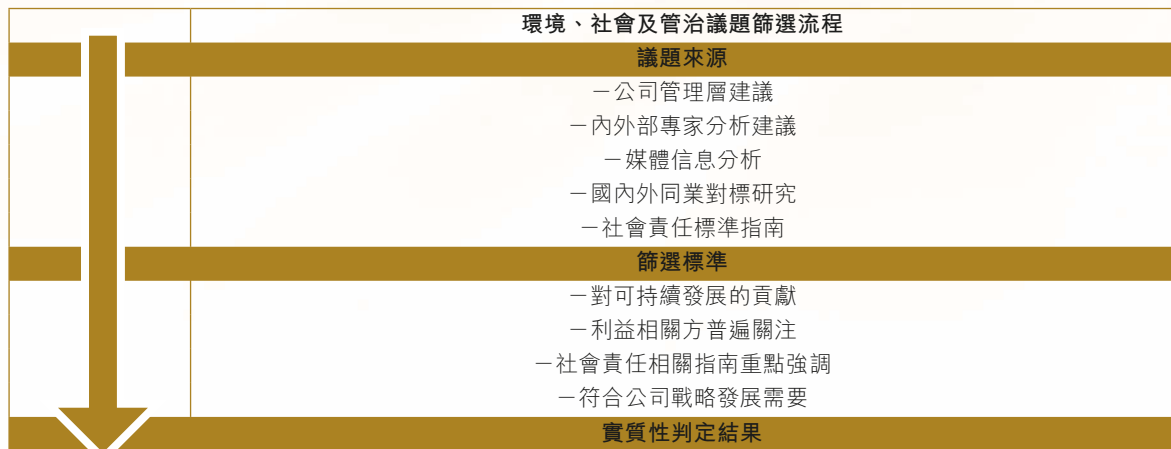 環境、社會及管治議題篩選流程
議題來源
－公司管理層建議
－內外部專家分析建議
－媒體信息分析
－國內外同業對標研究
－社會責任標準指南
篩選標準
－對可持續發展的貢獻
－利益相關方普遍關注
－社會責任相關指南重點強調
－符合公司戰略發展需要
實質性判定結果